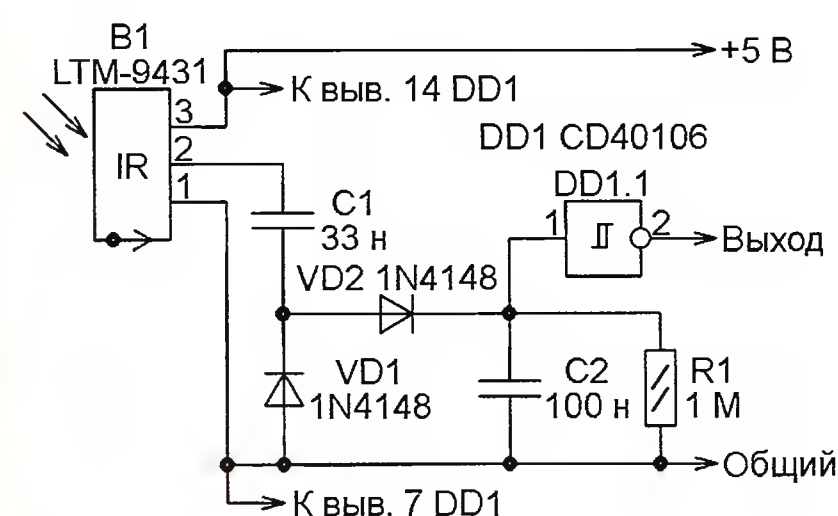 B1
LTM-9431
+5 В
К выв. 14 DD1
3
IR
2
1
DD1 CD40106
DD1.1
C1
33 н
1
2
Выход
VD2 1N4148
VD1
1N4148
C2
100 н
R1
1 М
Общий
К выв. 7 DD1